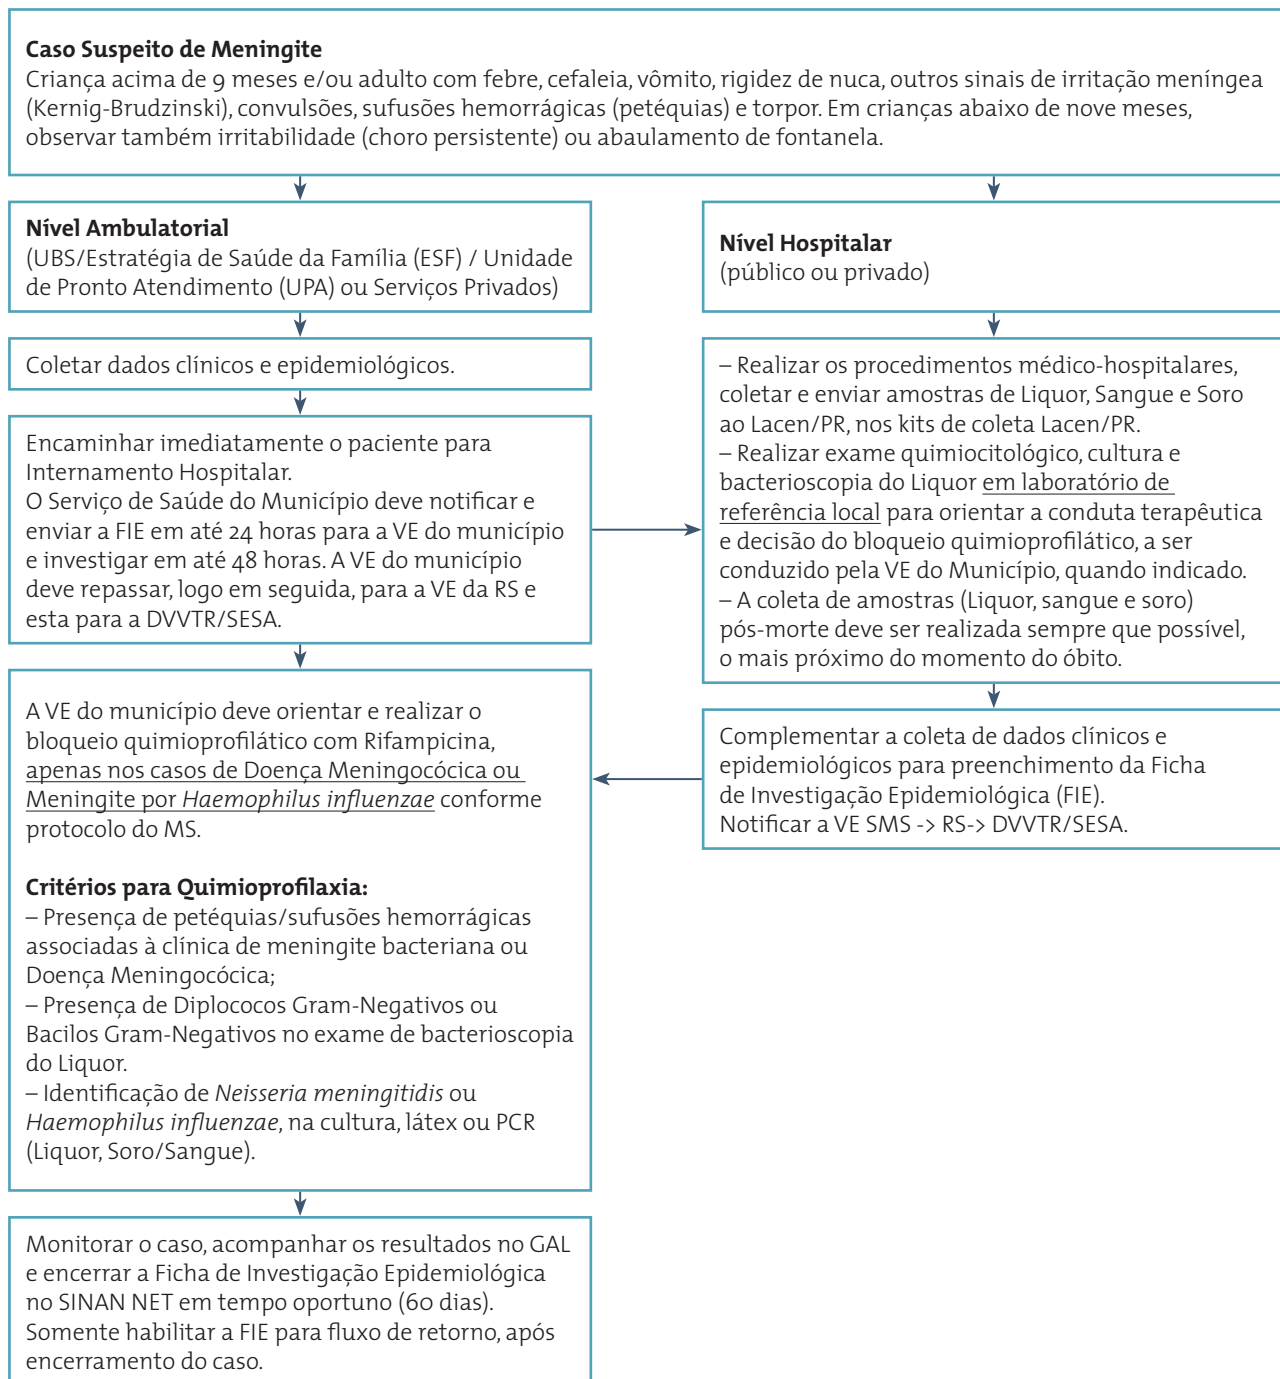 Caso Suspeito de Meningite
Criança acima de 9 meses e/ou adulto com febre, cefaleia, vômito, rigidez de nuca, outros sinais de irritação meníngea
(Kernig-Brudzinski), convulsões, sufusões hemorrágicas (petéquias) e torpor. Em crianças abaixo de nove meses,
observar também irritabilidade (choro persistente) ou abaulamento de fontanela.
Nível Ambulatorial
(UBS/Estratégia de Saúde da Família (ESF) / Unidade
de Pronto Atendimento (UPA) ou Serviços Privados)
Coletar dados clínicos e epidemiológicos.
Encaminhar imediatamente o paciente para
Internamento Hospitalar.
O Serviço de Saúde do Município deve notificar e
enviar a FIE em até 24 horas para a VE do município
e investigar em até 48 horas. A VE do município
deve repassar, logo em seguida, para a VE da RS e
esta para a DVVTR/SESA.
Nível Hospitalar
(público ou privado)
– Realizar os procedimentos médico-hospitalares,
coletar e enviar amostras de Liquor, Sangue e Soro
ao Lacen/PR, nos kits de coleta Lacen/PR.
– Realizar exame quimiocitológico, cultura e
bacterioscopia do Liquor em laboratório de
referência local para orientar a conduta terapêutica
e decisão do bloqueio quimioprofilático, a ser
conduzido pela VE do Município, quando indicado.
– A coleta de amostras (Liquor, sangue e soro)
pós-morte deve ser realizada sempre que possível,
o mais próximo do momento do óbito.
Complementar a coleta de dados clínicos e
epidemiológicos para preenchimento da Ficha
de Investigação Epidemiológica (FIE).
Notificar a VE SMS -> RS-> DVVTR/SESA.
A VE do município deve orientar e realizar o
bloqueio quimioprofilático com Rifampicina,
apenas nos casos de Doença Meningocócica ou
Meningite por Haemophilus influenzae conforme
protocolo do MS.
Critérios para Quimioprofilaxia:
– Presença de petéquias/sufusões hemorrágicas
associadas à clínica de meningite bacteriana ou
Doença Meningocócica;
– Presença de Diplococos Gram-Negativos ou
Bacilos Gram-Negativos no exame de bacterioscopia
do Liquor.
– Identificação de Neisseria meningitidis ou
Haemophilus influenzae, na cultura, látex ou PCR
(Liquor, Soro/Sangue).
Monitorar o caso, acompanhar os resultados no GAL
e encerrar a Ficha de Investigação Epidemiológica
no SINAN NET em tempo oportuno (60 dias).
Somente habilitar a FIE para fluxo de retorno, após
encerramento do caso.